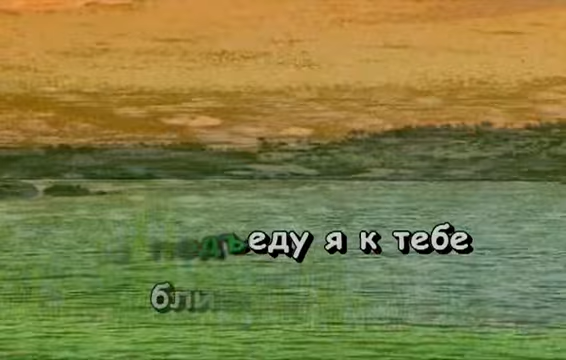 подъеду я к тебе
бли